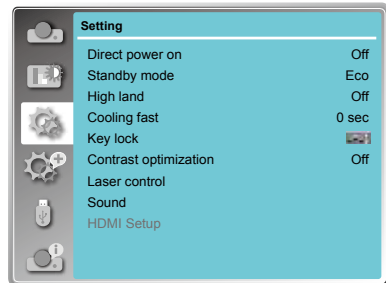 Setting
Direct power on Off
Standby mode Eco
High land Off
Cooling fast 0 sec
Key lock
Contrast optimization Off
Laser control
Sound
HDMI Setup